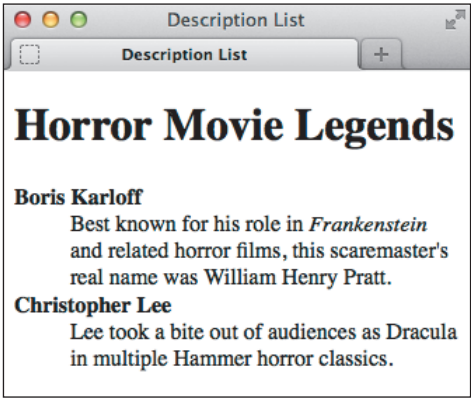 Description List
Description List
Horror Movie Legends
Boris Karloff
Best known for his role in Frankenstein
and related horror films, this scaremaster's
real name was William Henry Pratt.
Christopher Lee
Lee took a bite out of audiences as Dracula
in multiple Hammer horror classics.